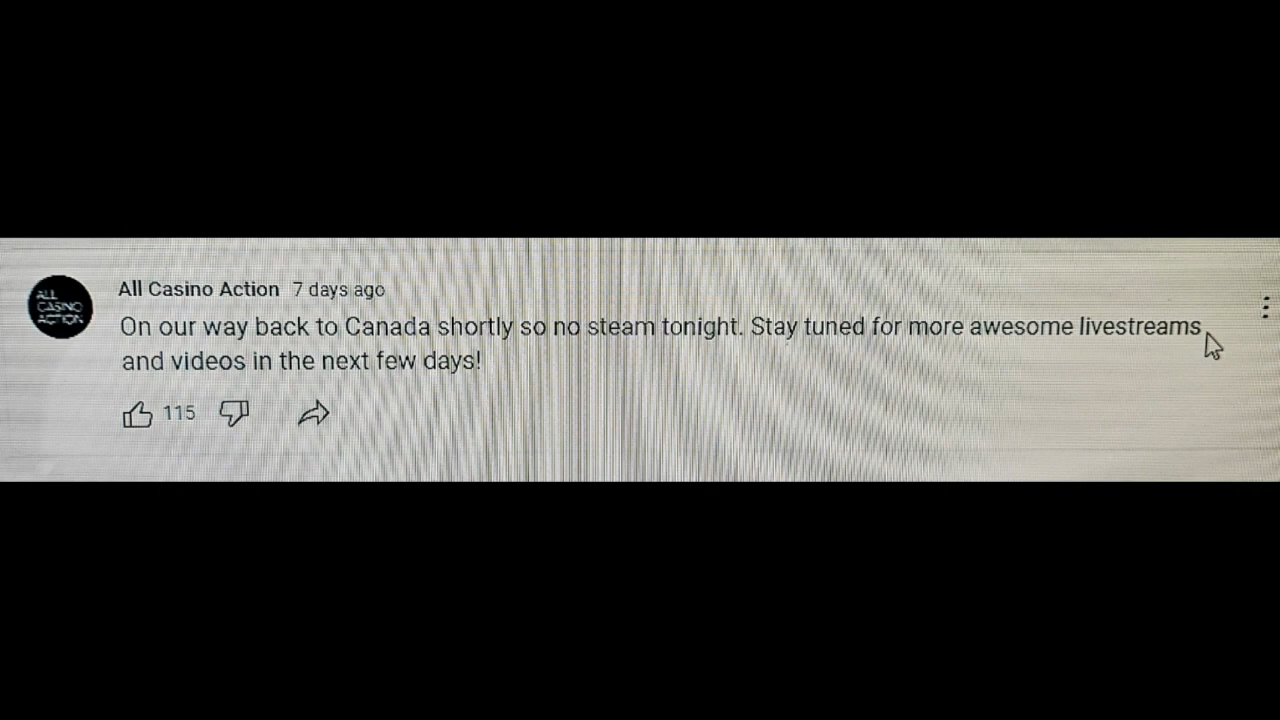 ALL
CASINO
ACTION
All Casino Action 7 days ago
On our way back to Canada shortly so no steam tonight. Stay tuned for more awesome livestreams
and videos in the next few days!
115